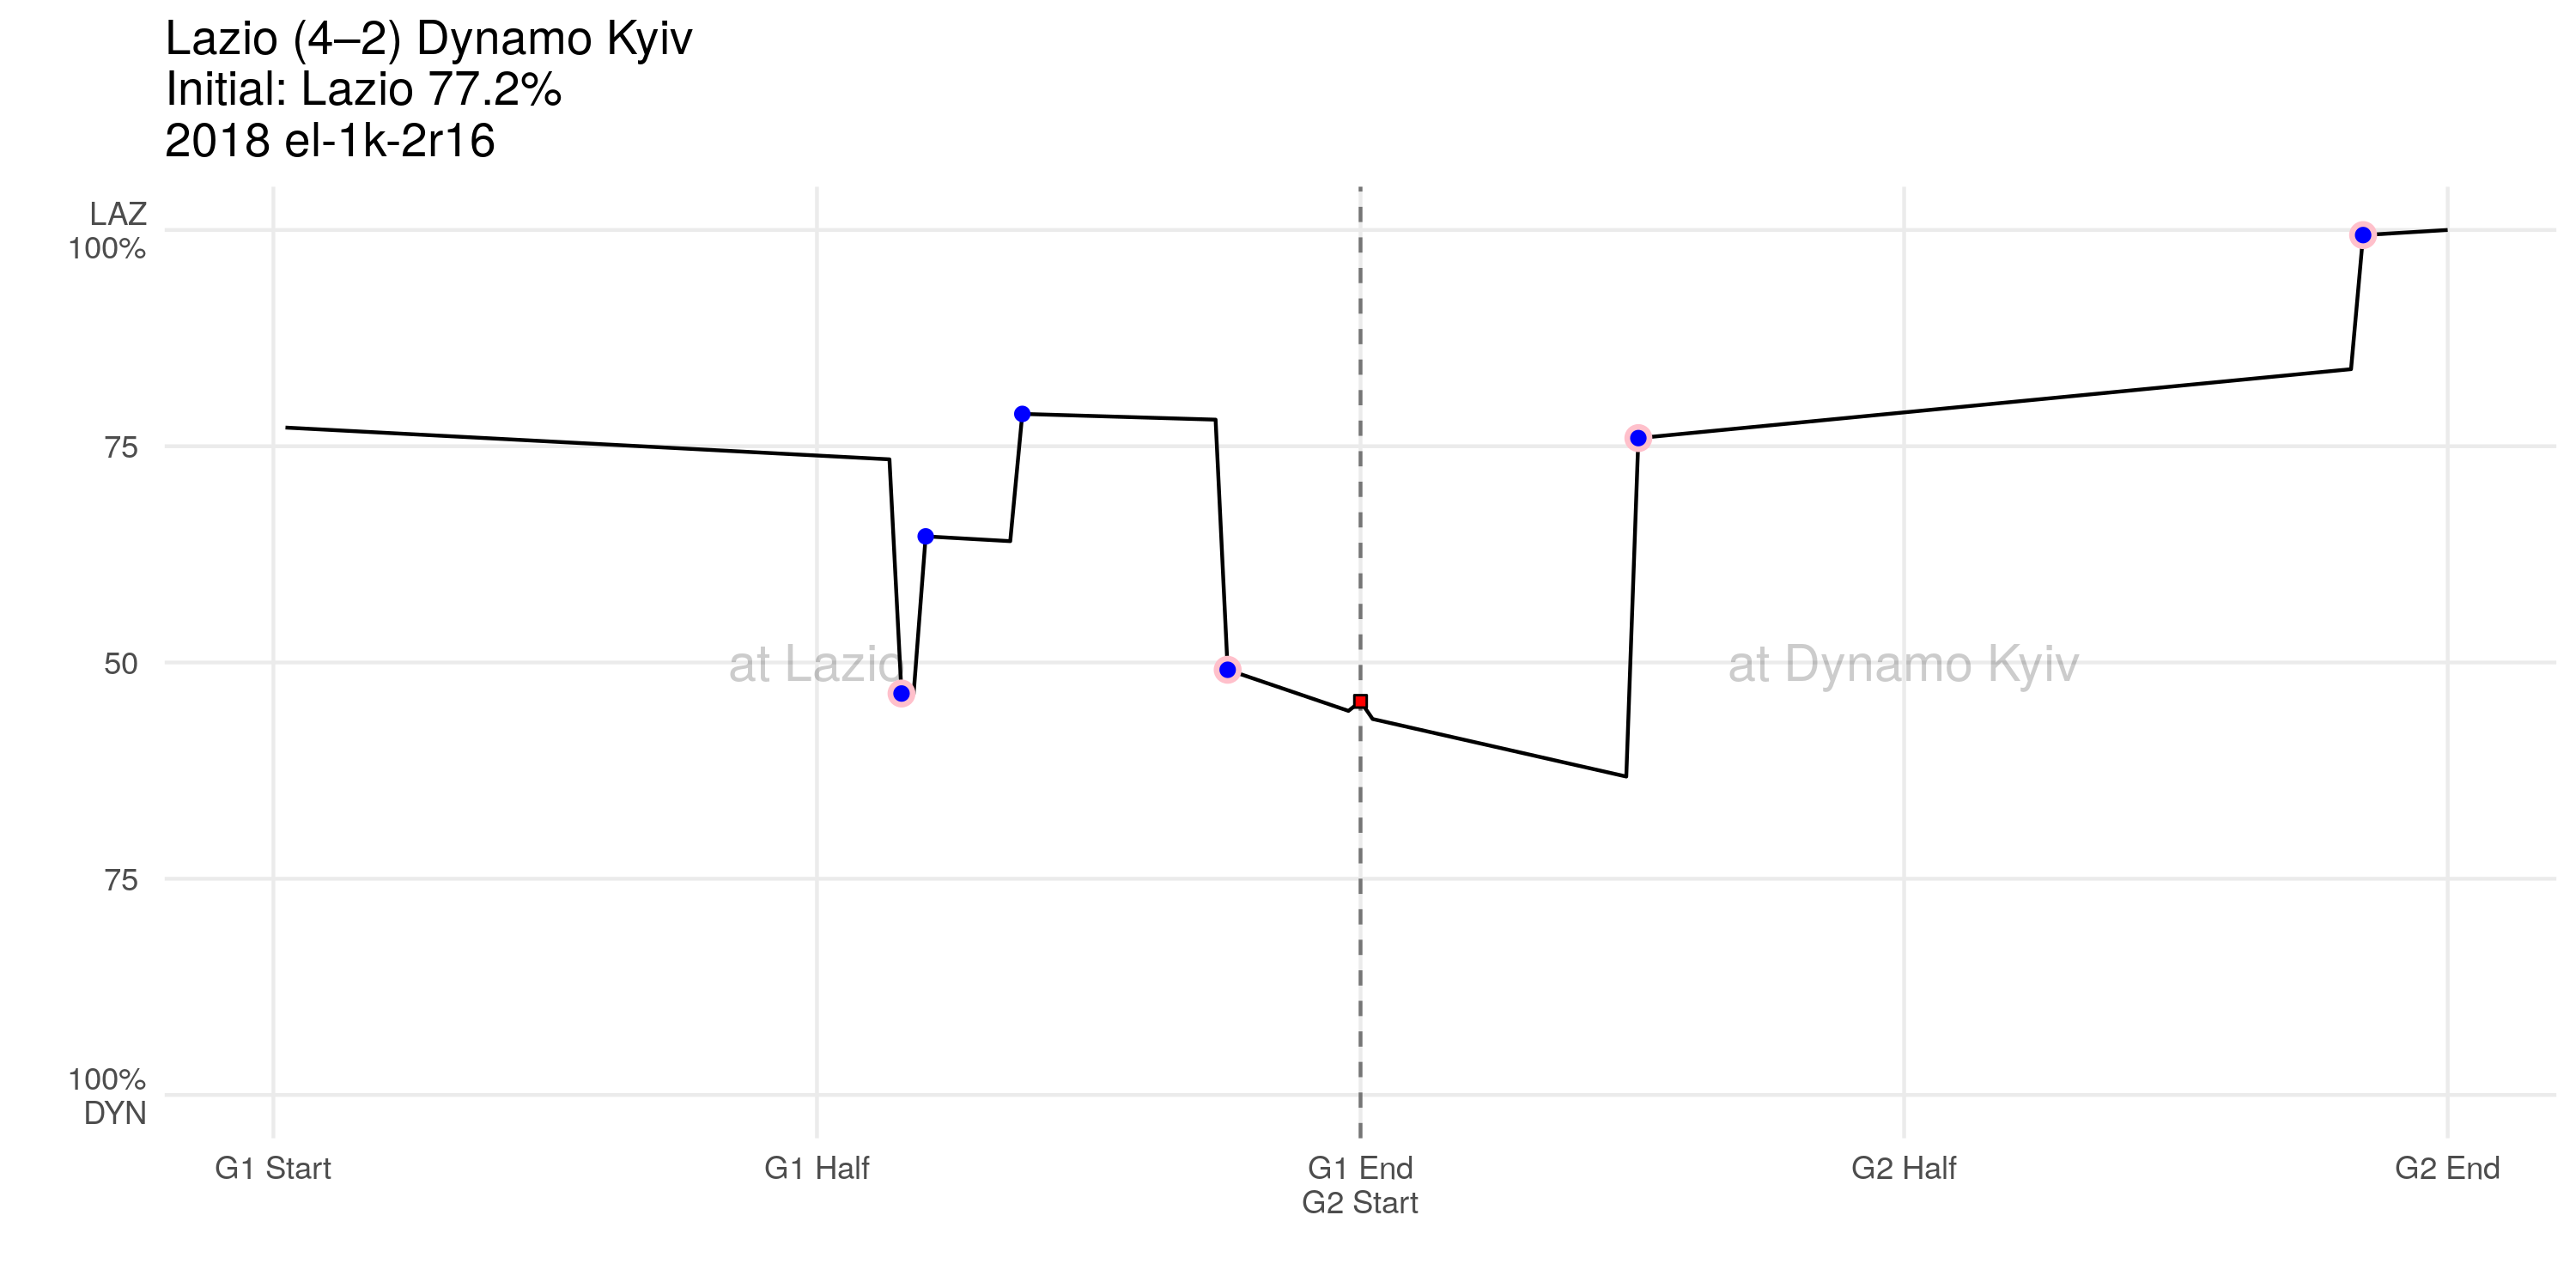 Lazio (4–2) Dynamo Kyiv
Initial: Lazio 77.2%
2018 el-1k-2r16
LAZ
100%
75
50
75
100%
DYN
at Lazio
at Dynamo Kyiv
G1 Start
G1 Half
G1 End
G2 Start
G2 Half
G2 End